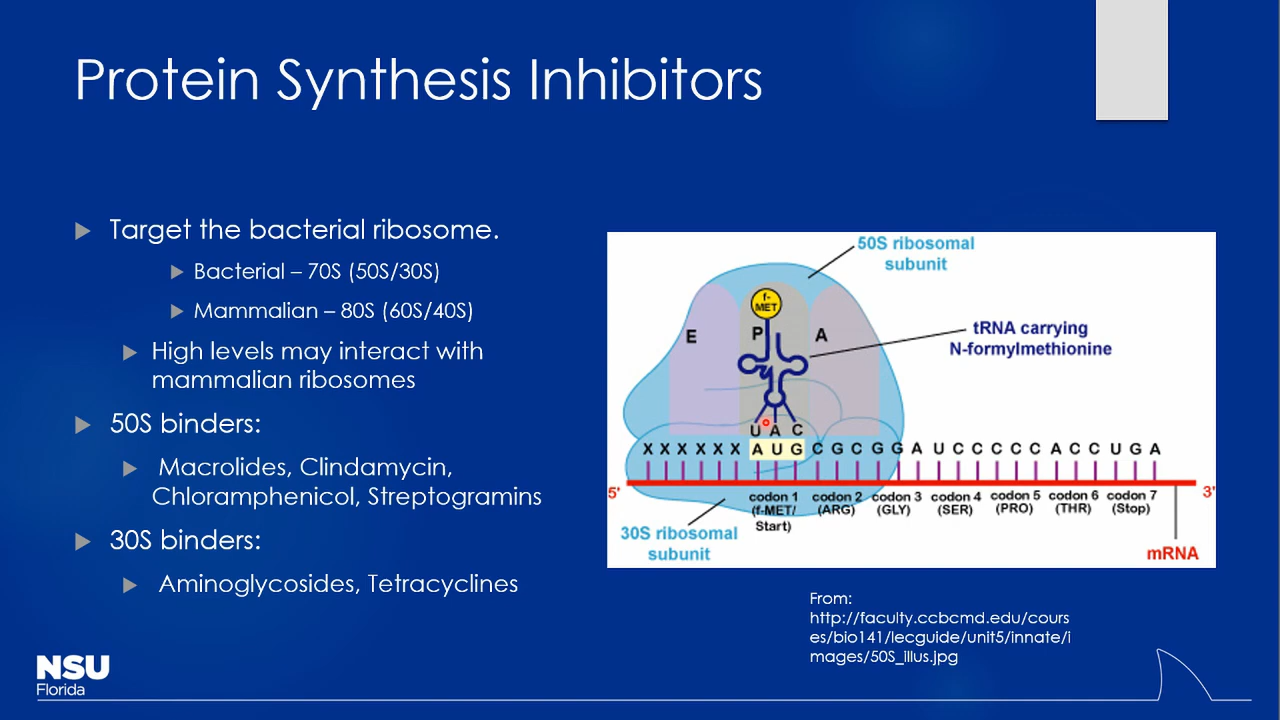 Protein Synthesis Inhibitors
Target the bacterial ribosome.
Bacterial – 70S (50S/30S)
Mammalian – 80S (60S/40S)
High levels may interact with
mammalian ribosomes
50S binders:
Macrolides, Clindamycin,
Chloramphenicol, Streptogramins
30S binders:
Aminoglycosides, Tetracyclines
50S ribosomal
subunit
f-
MET
E P A
tRNA carrying
N-formylmethionine
U A C
X X X X X X A U G C G C G G A U C C C C C A C C U G A
5' 3'
codon 1 codon 2 codon 3 codon 4 codon 5 codon 6 codon 7
(f-MET/ (ARG) (GLY) (SER) (PRO) (THR) (Stop)
Start)
30S ribosomal
subunit
mRNA
From:
http://faculty.ccbcmd.edu/cours
es/bio141/lecguide/unit5/innate/i
mages/50S_illus.jpg
NSU
Florida